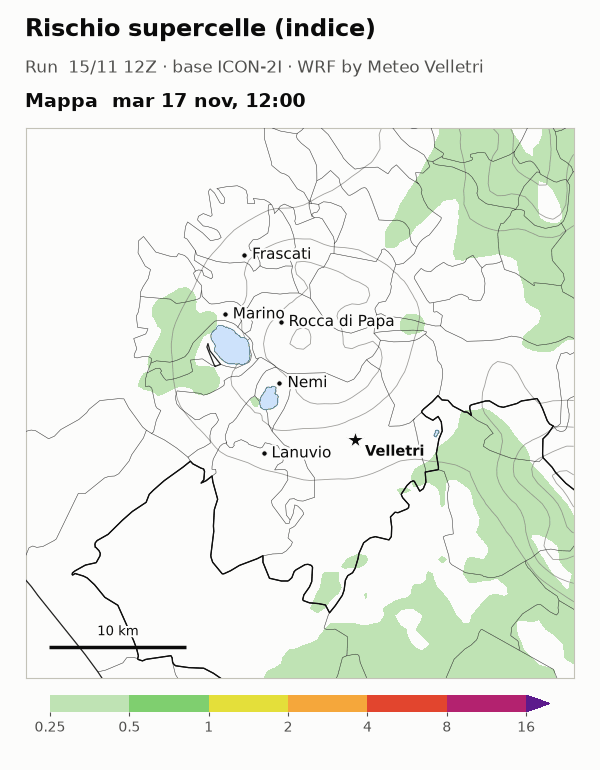 Rischio supercelle (indice)
Run  15/11 12Z · base ICON-2I · WRF by Meteo Velletri
Mappa  mar 17 nov, 12:00
Frascati
Marino
Rocca di Papa
Nemi
Velletri
Lanuvio
10 km
0.25 0.5 1 2 4 8 16